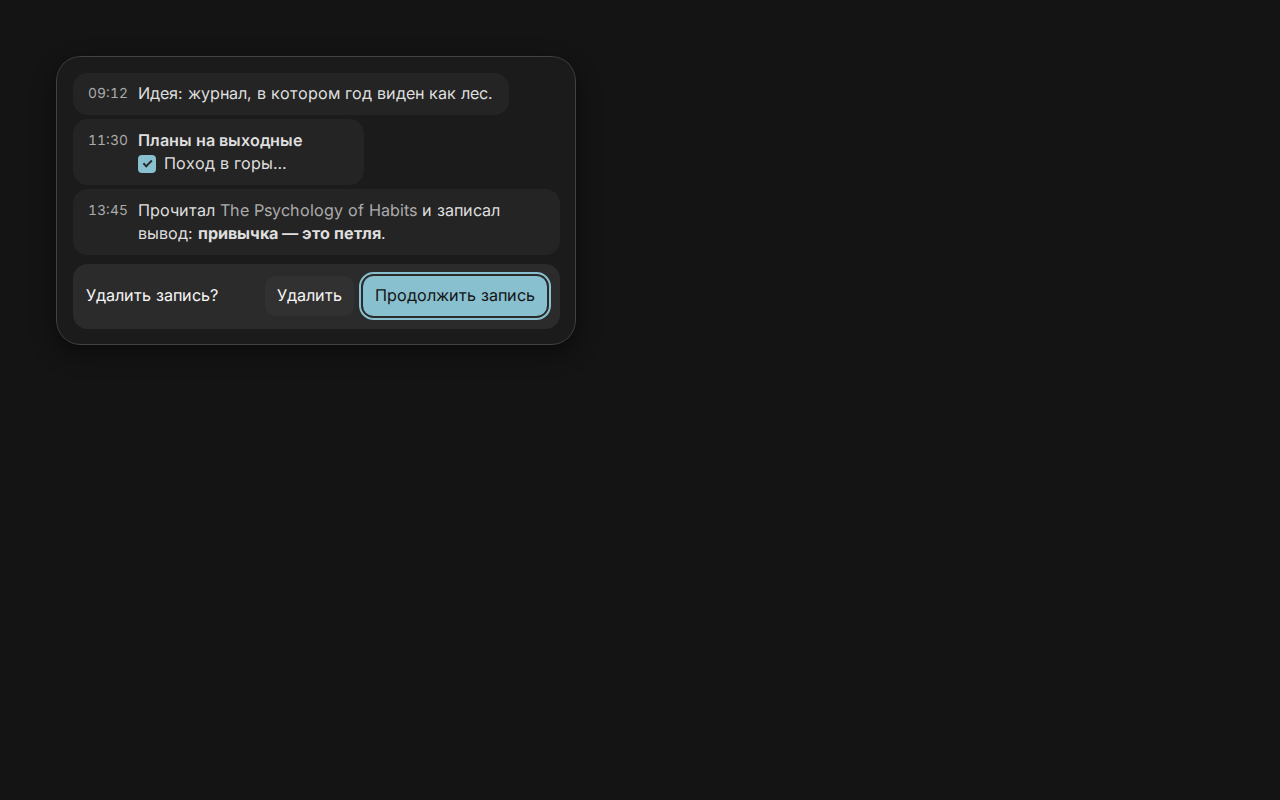 09:12 Идея: журнал, в котором год виден как лес.
11:30 Планы на выходные
Поход в горы...
13:45 Прочитал The Psychology of Habits и записал
вывод: привычка — это петля.
Удалить запись? Удалить Продолжить запись